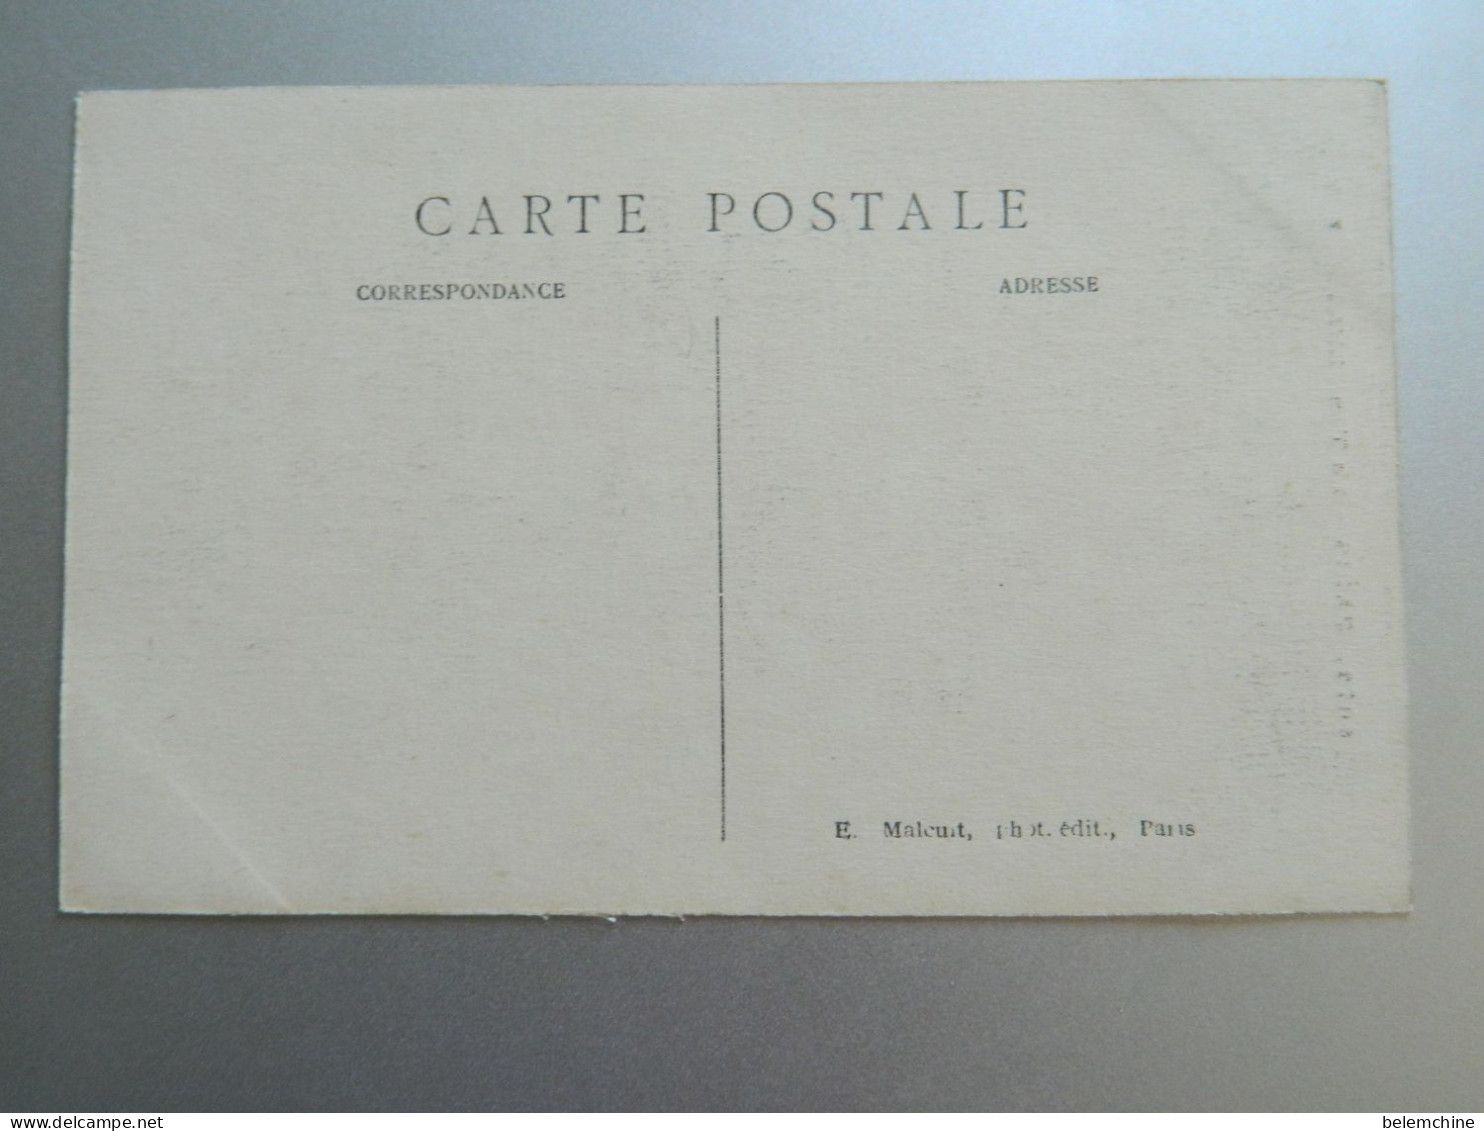 CARTE POSTALE
CORRESPONDANCE
ADRESSE
E. Malcuit, phot. édit., Paris
www.delcampe.net
belemchine